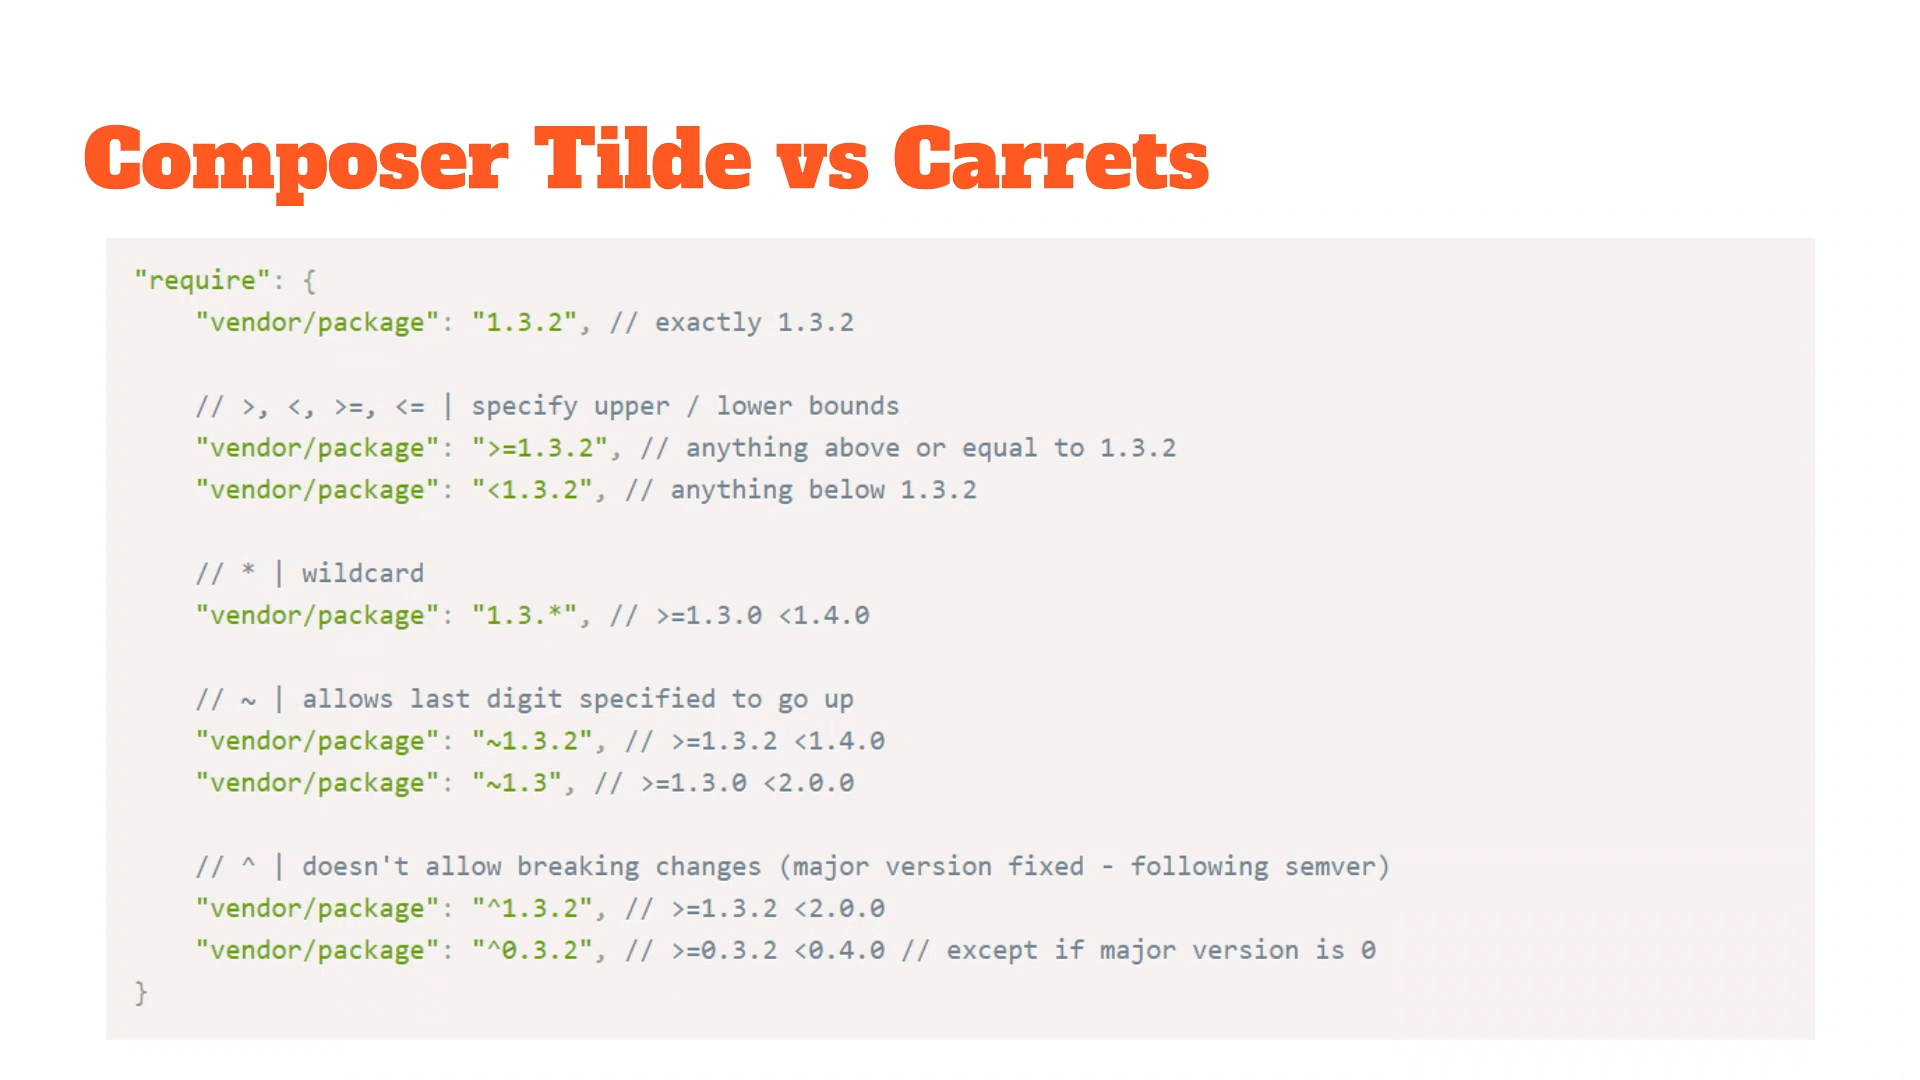 Composer Tilde vs Carrets
"require": {
    "vendor/package": "1.3.2", // exactly 1.3.2
    // >, <, >=, <= | specify upper / lower bounds
    "vendor/package": ">=1.3.2", // anything above or equal to 1.3.2
    "vendor/package": "<1.3.2", // anything below 1.3.2
    // * | wildcard
    "vendor/package": "1.3.*", // >=1.3.0 <1.4.0
    // ~ | allows last digit specified to go up
    "vendor/package": "~1.3.2", // >=1.3.2 <1.4.0
    "vendor/package": "~1.3", // >=1.3.0 <2.0.0
    // ^ | doesn't allow breaking changes (major version fixed - following semver)
    "vendor/package": "^1.3.2", // >=1.3.2 <2.0.0
    "vendor/package": "^0.3.2", // >=0.3.2 <0.4.0 // except if major version is 0
}